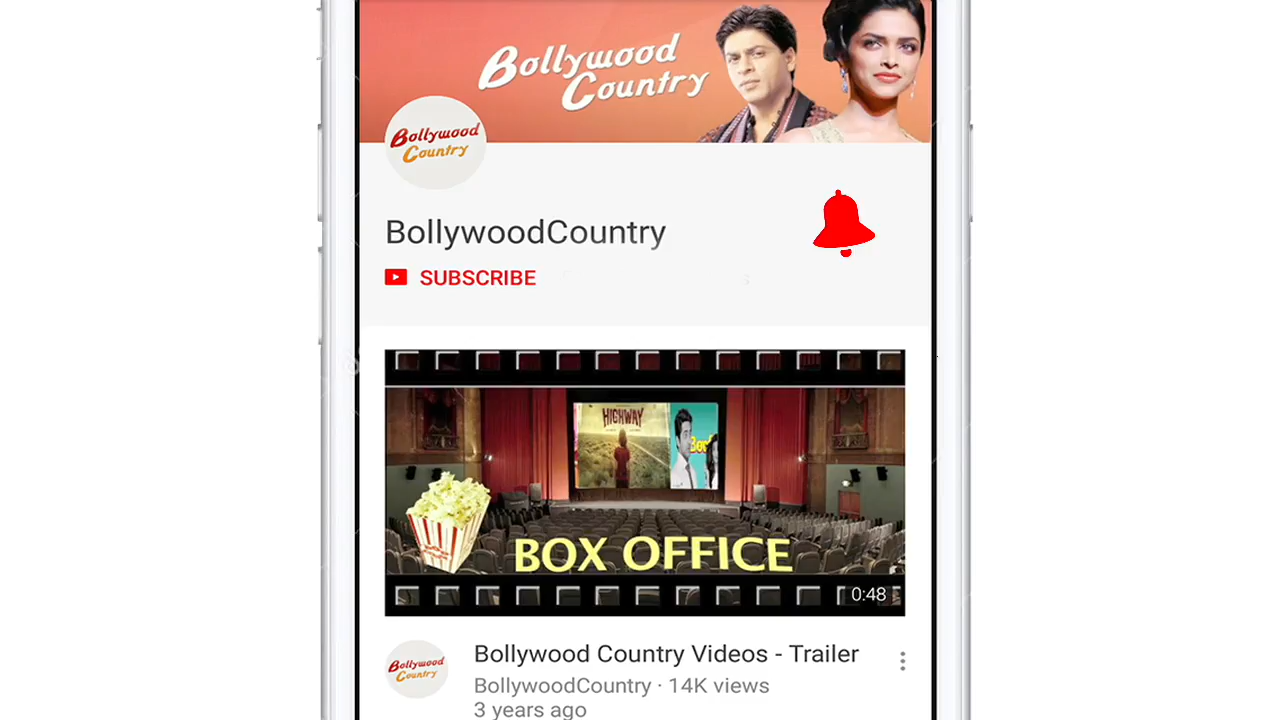 Bollywood
Country
Bollywood
Country
BollywoodCountry
SUBSCRIBE
HIGHWAY
BOX OFFICE
0:48
Bollywood
Country
Bollywood Country Videos - Trailer
BollywoodCountry · 14K views
3 years ago